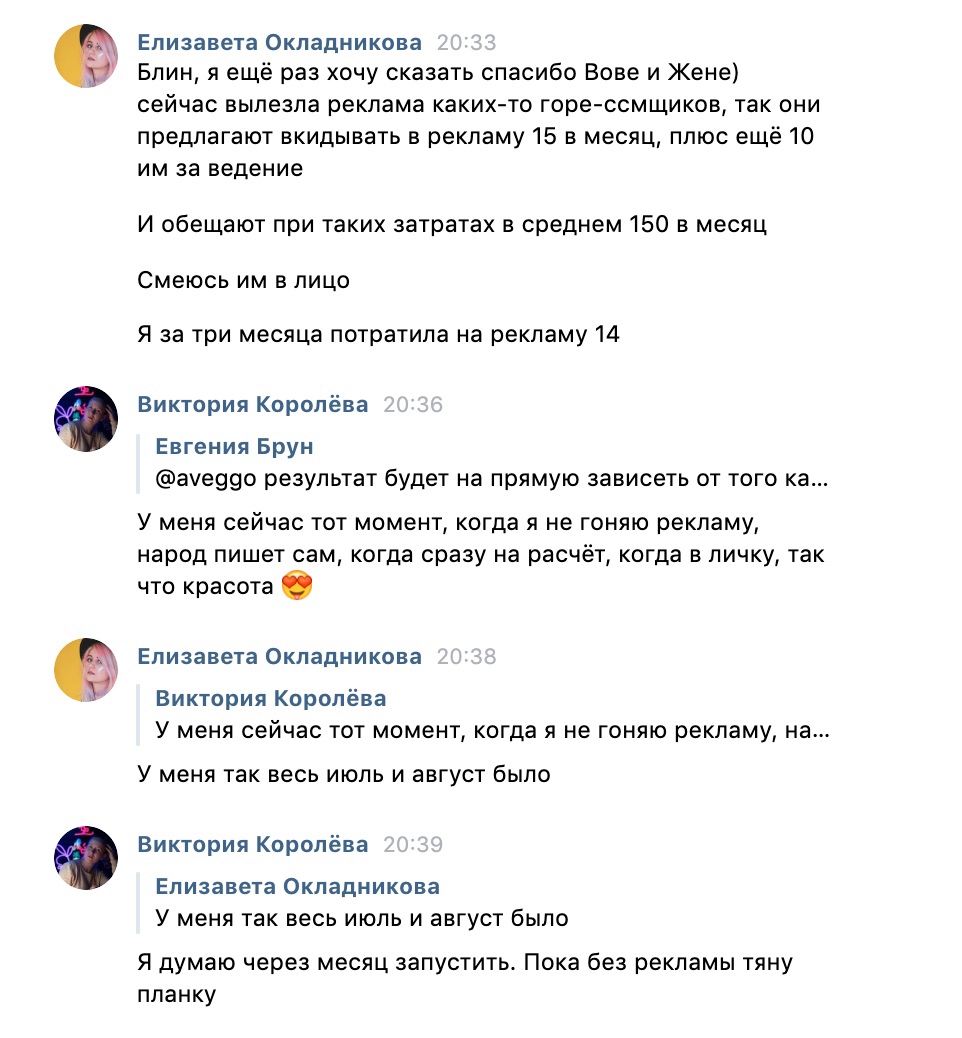 Елизавета Окладникова 20:33
Блин, я ещё раз хочу сказать спасибо Вове и Жене)
сейчас вылезла реклама каких-то горе-ссмщиков, так они
предлагают вкидывать в рекламу 15 в месяц, плюс ещё 10
им за ведение
И обещают при таких затратах в среднем 150 в месяц
Смеюсь им в лицо
Я за три месяца потратила на рекламу 14
Виктория Королёва 20:36
Евгения Брун
@aveggo результат будет на прямую зависеть от того ка...
У меня сейчас тот момент, когда я не гоняю рекламу,
народ пишет сам, когда сразу на расчёт, когда в личку, так
что красота 😍
Елизавета Окладникова 20:38
Виктория Королёва
У меня сейчас тот момент, когда я не гоняю рекламу, на...
У меня так весь июль и август было
Виктория Королёва 20:39
Елизавета Окладникова
У меня так весь июль и август было
Я думаю через месяц запустить. Пока без рекламы тяну
планку